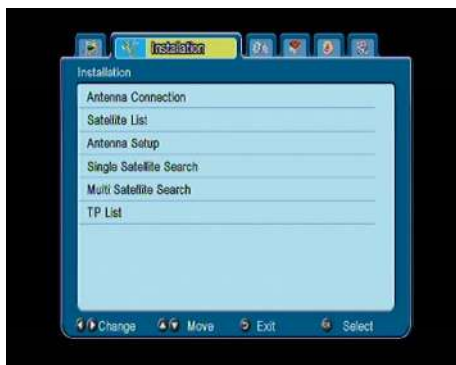 Installation
Installation
Antenna Connection
Satellite List
Antenna Setup
Single Satellite Search
Multi Satellite Search
TP List
Change Move Exit Select